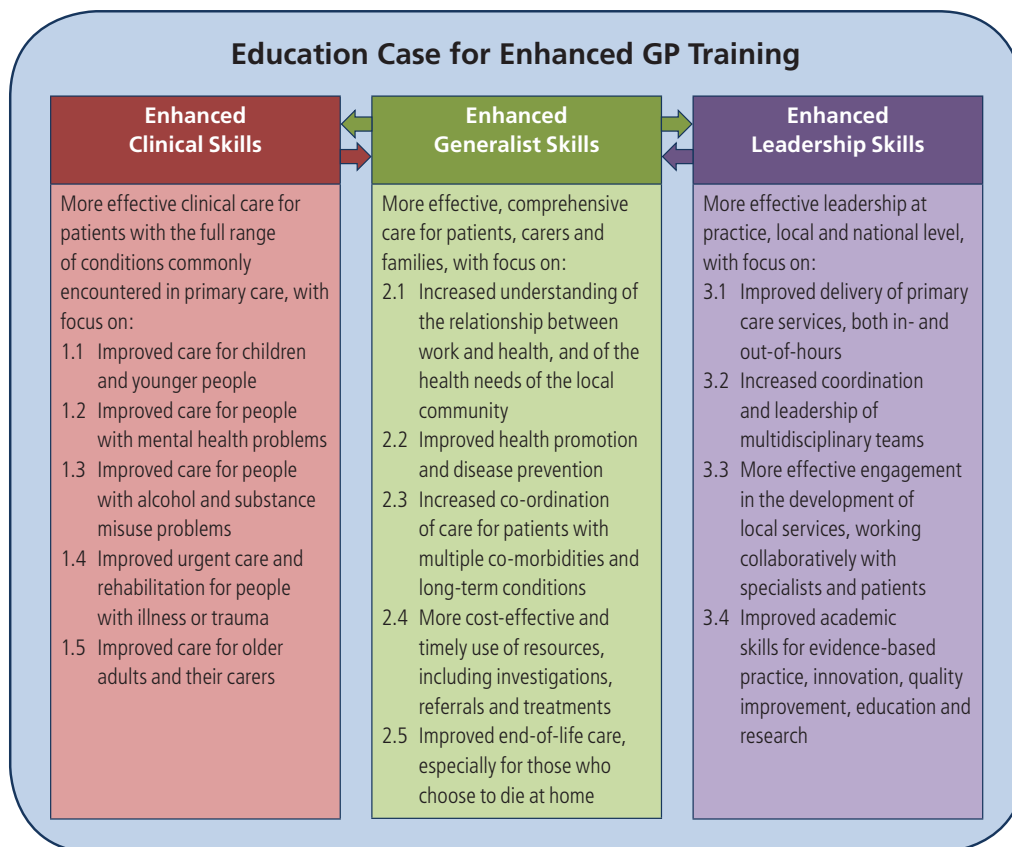 Education Case for Enhanced GP Training
Enhanced
Clinical Skills
More effective clinical care for
patients with the full range
of conditions commonly
encountered in primary care, with
focus on:
1.1 Improved care for children
and younger people
1.2 Improved care for people
with mental health problems
1.3 Improved care for people
with alcohol and substance
misuse problems
1.4 Improved urgent care and
rehabilitation for people
with illness or trauma
1.5 Improved care for older
adults and their carers
Enhanced
Generalist Skills
More effective, comprehensive
care for patients, carers and
families, with focus on:
2.1 Increased understanding of
the relationship between
work and health, and of the
health needs of the local
community
2.2 Improved health promotion
and disease prevention
2.3 Increased co-ordination
of care for patients with
multiple co-morbidities and
long-term conditions
2.4 More cost-effective and
timely use of resources,
including investigations,
referrals and treatments
2.5 Improved end-of-life care,
especially for those who
choose to die at home
Enhanced
Leadership Skills
More effective leadership at
practice, local and national level,
with focus on:
3.1 Improved delivery of primary
care services, both in- and
out-of-hours
3.2 Increased coordination
and leadership of
multidisciplinary teams
3.3 More effective engagement
in the development of
local services, working
collaboratively with
specialists and patients
3.4 Improved academic
skills for evidence-based
practice, innovation, quality
improvement, education and
research